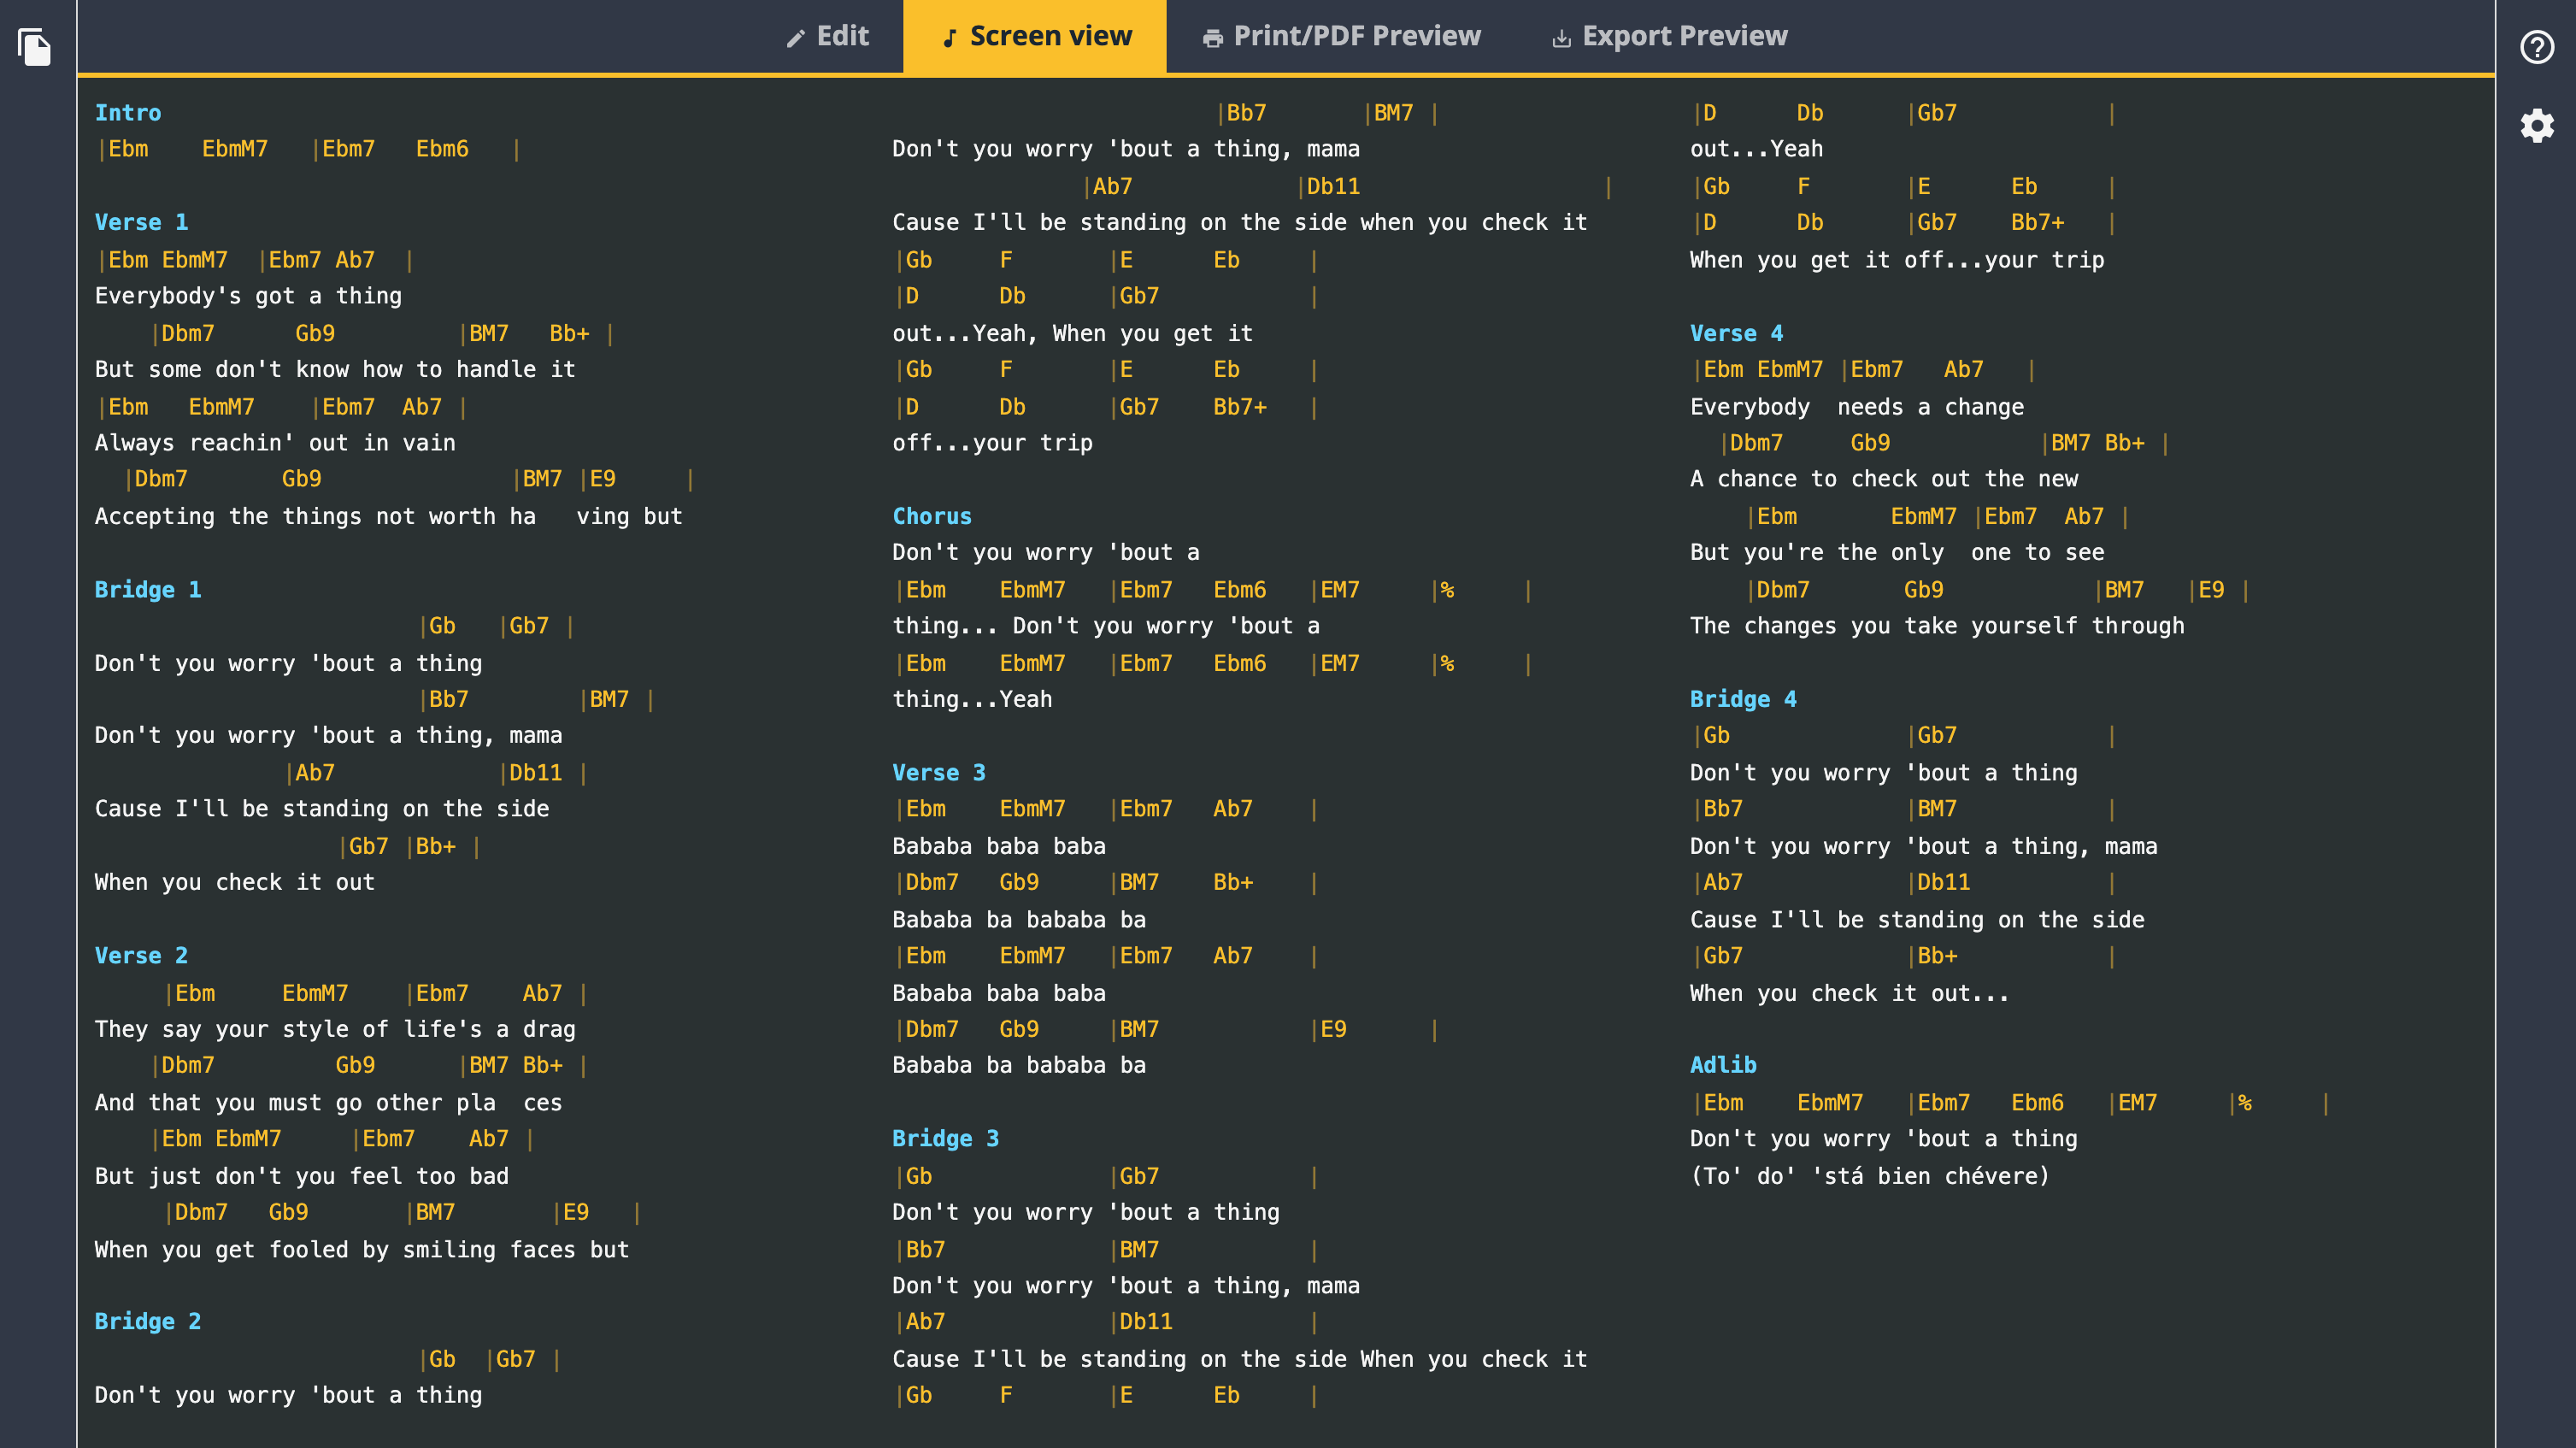 Edit
Screen view
Print/PDF Preview
Export Preview
Intro
|Ebm    EbmM7   |Ebm7   Ebm6   |
Verse 1
|Ebm EbmM7  |Ebm7 Ab7  |
Everybody's got a thing
    |Dbm7      Gb9         |BM7   Bb+ |
But some don't know how to handle it
|Ebm   EbmM7    |Ebm7  Ab7 |
Always reachin' out in vain
  |Dbm7       Gb9              |BM7 |E9     |
Accepting the things not worth ha   ving but
Bridge 1
                        |Gb   |Gb7 |
Don't you worry 'bout a thing
                        |Bb7        |BM7 |
Don't you worry 'bout a thing, mama
              |Ab7            |Db11 |
Cause I'll be standing on the side
                  |Gb7 |Bb+ |
When you check it out
Verse 2
     |Ebm     EbmM7    |Ebm7    Ab7 |
They say your style of life's a drag
    |Dbm7         Gb9      |BM7 Bb+ |
And that you must go other pla  ces
    |Ebm EbmM7     |Ebm7    Ab7 |
But just don't you feel too bad
     |Dbm7   Gb9       |BM7       |E9   |
When you get fooled by smiling faces but
Bridge 2
                        |Gb  |Gb7 |
Don't you worry 'bout a thing
                        |Bb7       |BM7 |
Don't you worry 'bout a thing, mama
              |Ab7            |Db11                  |
Cause I'll be standing on the side when you check it
|Gb     F       |E      Eb     |
|D      Db      |Gb7           |
out...Yeah, When you get it
|Gb     F       |E      Eb     |
|D      Db      |Gb7    Bb7+   |
off...your trip
Chorus
Don't you worry 'bout a
|Ebm    EbmM7   |Ebm7   Ebm6   |EM7     |%     |
thing... Don't you worry 'bout a
|Ebm    EbmM7   |Ebm7   Ebm6   |EM7     |%     |
thing...Yeah
Verse 3
|Ebm    EbmM7   |Ebm7   Ab7    |
Bababa baba baba
|Dbm7   Gb9     |BM7    Bb+    |
Bababa ba bababa ba
|Ebm    EbmM7   |Ebm7   Ab7    |
Bababa baba baba
|Dbm7   Gb9     |BM7           |E9      |
Bababa ba bababa ba
Bridge 3
|Gb             |Gb7           |
Don't you worry 'bout a thing
|Bb7            |BM7           |
Don't you worry 'bout a thing, mama
|Ab7            |Db11          |
Cause I'll be standing on the side When you check it
|Gb     F       |E      Eb     |
|D      Db      |Gb7           |
out...Yeah
|Gb     F       |E      Eb     |
|D      Db      |Gb7    Bb7+   |
When you get it off...your trip
Verse 4
|Ebm EbmM7 |Ebm7   Ab7   |
Everybody  needs a change
  |Dbm7     Gb9           |BM7 Bb+ |
A chance to check out the new
    |Ebm       EbmM7 |Ebm7  Ab7 |
But you're the only  one to see
    |Dbm7       Gb9           |BM7   |E9 |
The changes you take yourself through
Bridge 4
|Gb             |Gb7           |
Don't you worry 'bout a thing
|Bb7            |BM7           |
Don't you worry 'bout a thing, mama
|Ab7            |Db11          |
Cause I'll be standing on the side
|Gb7            |Bb+           |
When you check it out...
Adlib
|Ebm    EbmM7   |Ebm7   Ebm6   |EM7     |%     |
Don't you worry 'bout a thing
(To' do' 'stá bien chévere)